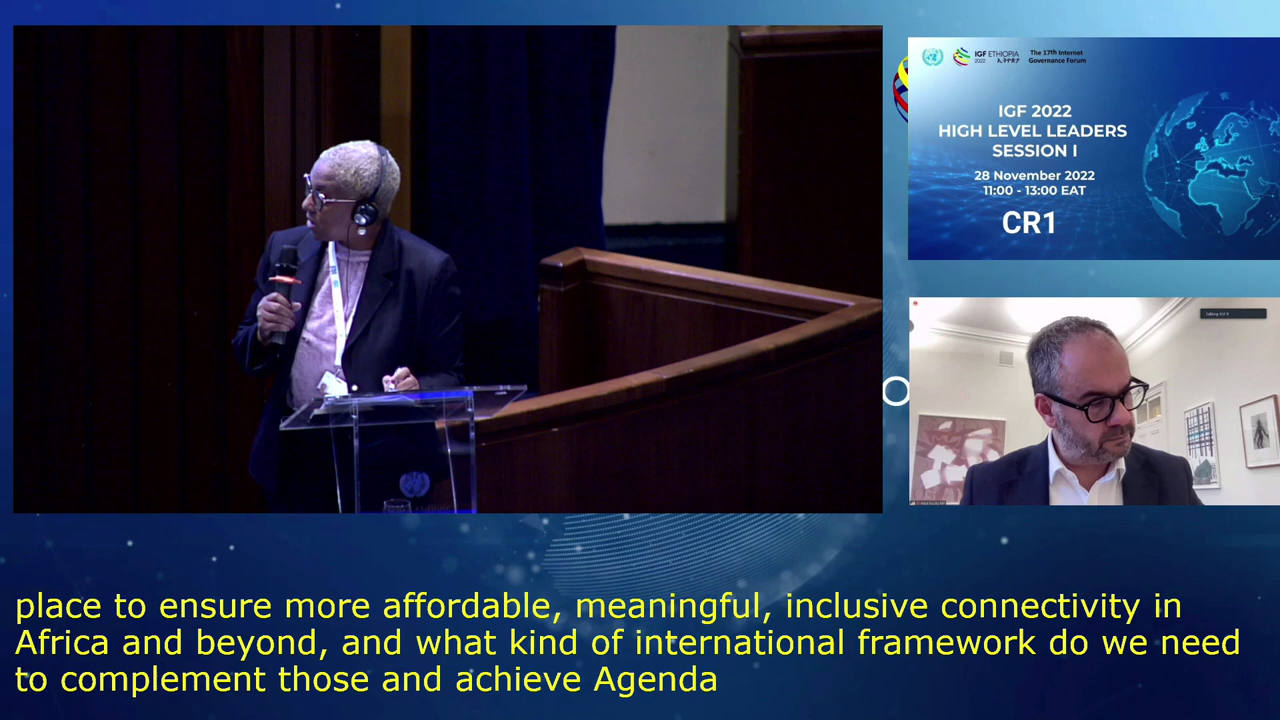 IGF ETHIOPIA
2022 ኢትዮጵያ
The 17th Internet
Governance Forum
IGF 2022
HIGH LEVEL LEADERS
SESSION I
28 November 2022
11:00 - 13:00 EAT
CR1
place to ensure more affordable, meaningful, inclusive connectivity in
Africa and beyond, and what kind of international framework do we need
to complement those and achieve Agenda